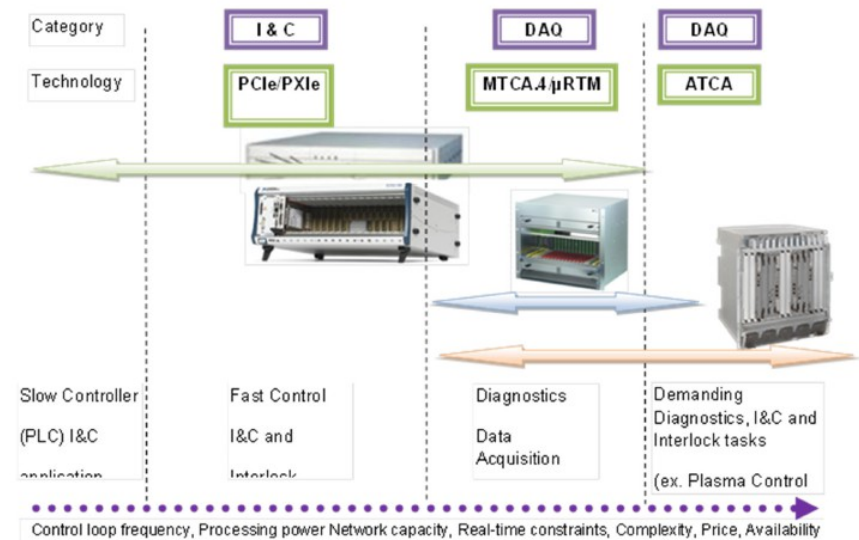 Category
I & C
DAQ
DAQ
Technology
PCIe/PXIe
MTCA.4/µRTM
ATCA
Slow Controller
(PLC) I&C
application
Fast Control
I&C and
Interlock
Diagnostics
Data
Acquisition
Demanding
Diagnostics, I&C and
Interlock tasks
(ex. Plasma Control
Control loop frequency, Processing power Network capacity, Real-time constraints, Complexity, Price, Availability